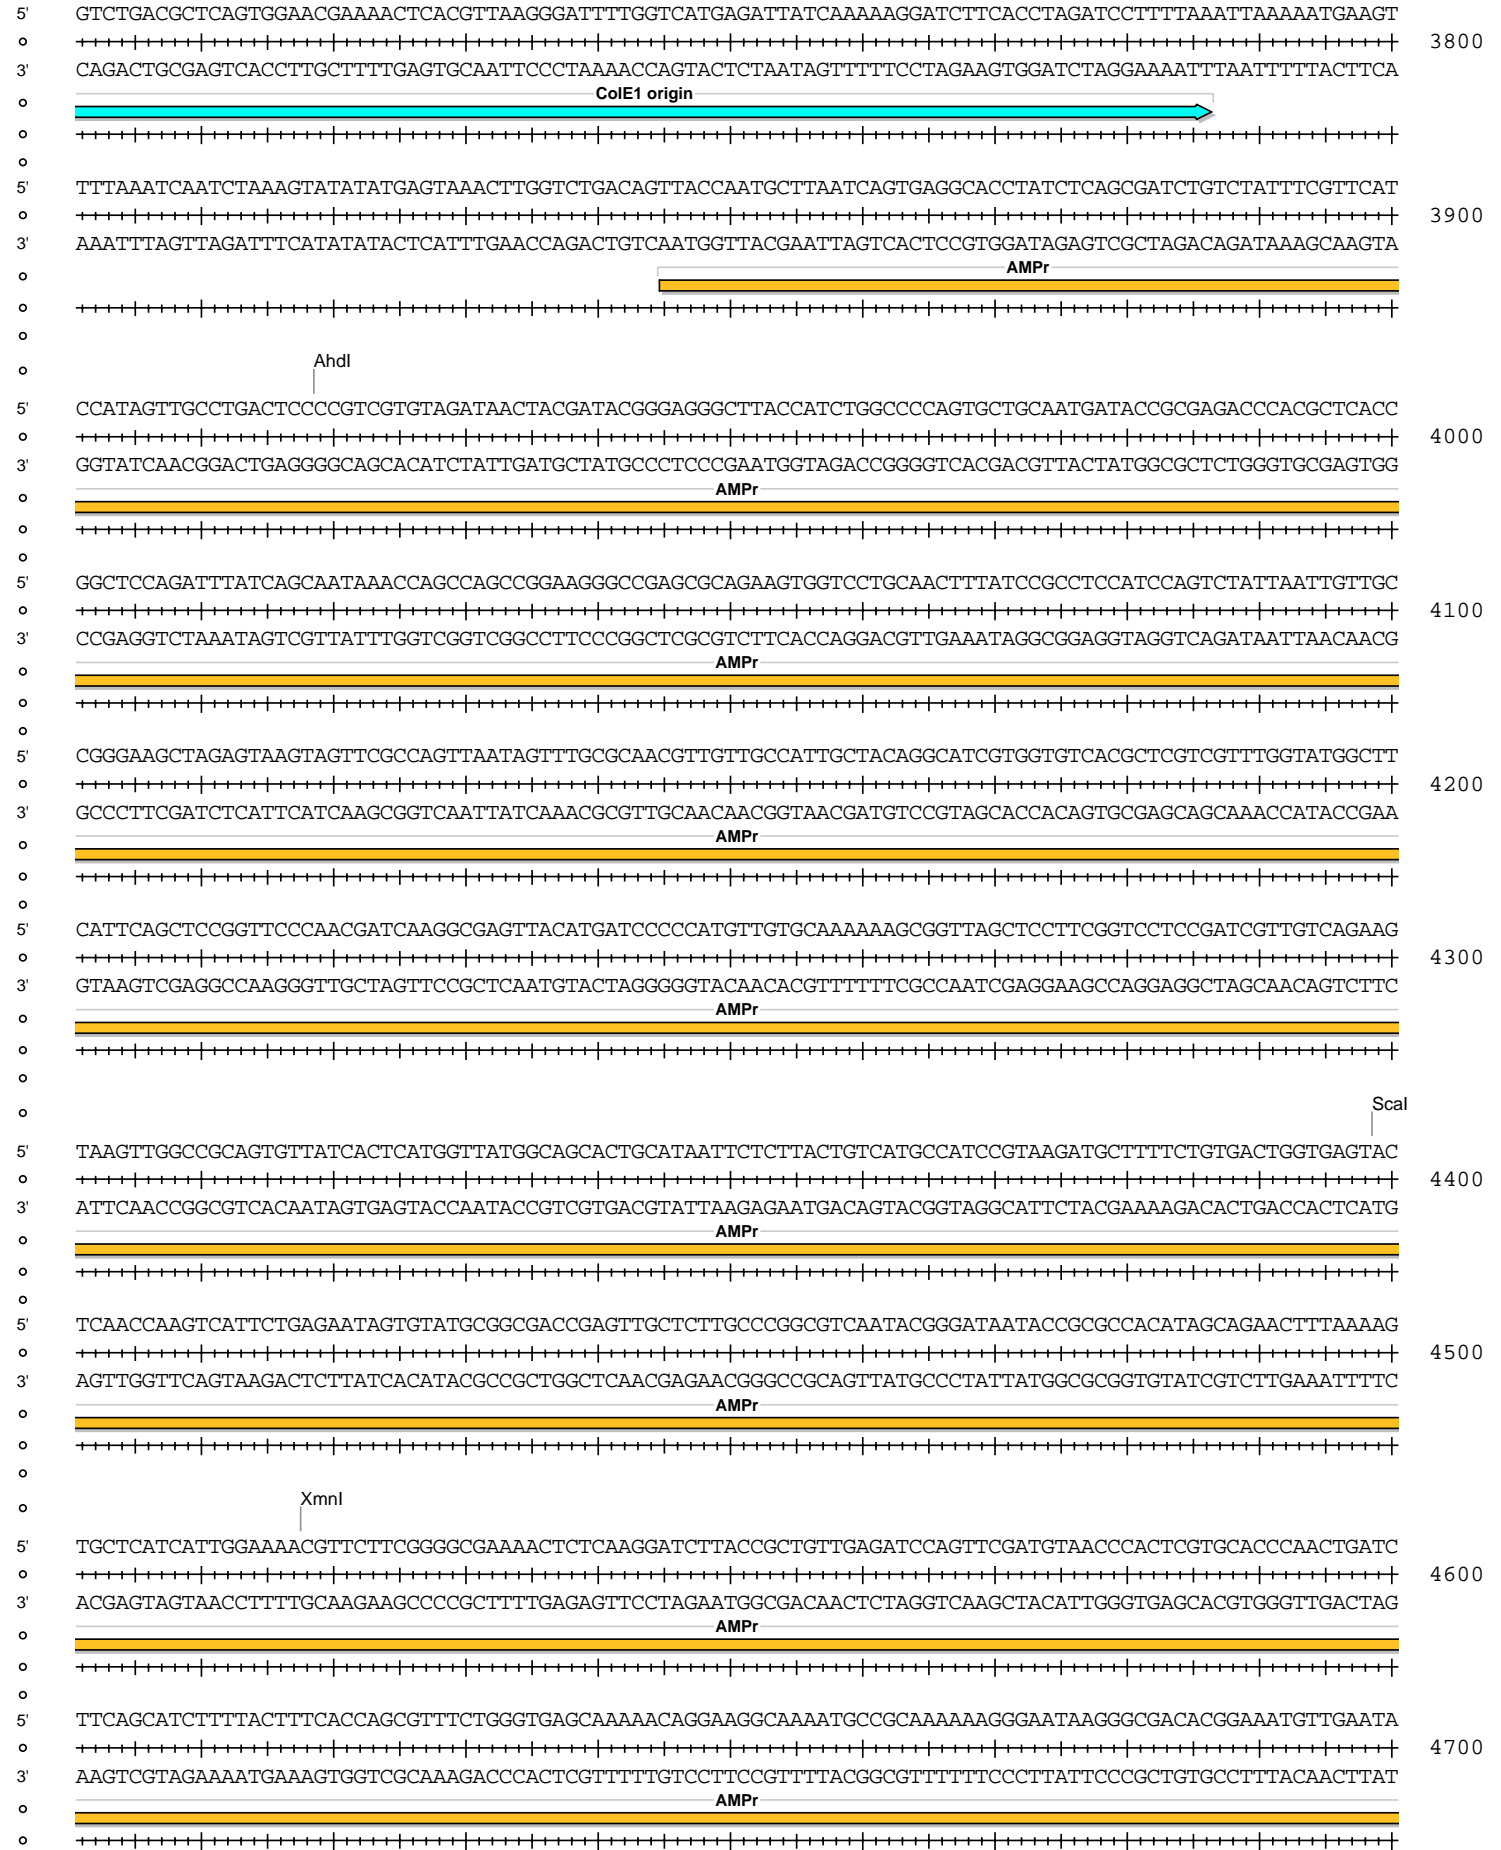 5' GTCTGACGCTCAGTGGAACGAAAACTCACGTTAAGGGATTTTGGTCATGAGATTATCAAAAAGGATCTTCACCTAGATCCTTTTAAATTAAAAATGAAGT
3800
3' CAGACTGCGAGTCACCTTGCTTTTGAGTGCAATTCCCTAAAACCAGTACTCTAATAGTTTTTCCTAGAAGTGGATCTAGGAAAATTTAATTTTTACTTCA
ColE1 origin
5' TTTAAATCAATCTAAAGTATATATGAGTAAACTTGGTCTGACAGTTACCAATGCTTAATCAGTGAGGCACCTATCTCAGCGATCTGTCTATTTCGTTCAT
3900
3' AAATTTAGTTAGATTTCATATATACTCATTTGAACCAGACTGTCAATGGTTACGAATTAGTCACTCCGTGGATAGAGTCGCTAGACAGATAAAGCAAGTA
AMPr
AhdI
5' CCATAGTTGCCTGACTCCCCGTCGTGTAGATAACTACGATACGGGAGGGCTTACCATCTGGCCCCAGTGCTGCAATGATACCGCGAGACCCACGCTCACC
4000
3' GGTATCAACGGACTGAGGGGCAGCACATCTATTGATGCTATGCCCTCCCGAATGGTAGACCGGGGTCACGACGTTACTATGGCGCTCTGGGTGCGAGTGG
AMPr
5' GGCTCCAGATTTATCAGCAATAAACCAGCCAGCCGGAAGGGCCGAGCGCAGAAGTGGTCCTGCAACTTTATCCGCCTCCATCCAGTCTATTAATTGTTGC
4100
3' CCGAGGTCTAAATAGTCGTTATTTGGTCGGTCGGCCTTCCCGGCTCGCGTCTTCACCAGGACGTTGAAATAGGCGGAGGTAGGTCAGATAATTAACAACG
AMPr
5' CGGGAAGCTAGAGTAAGTAGTTCGCCAGTTAATAGTTTGCGCAACGTTGTTGCCATTGCTACAGGCATCGTGGTGTCACGCTCGTCGTTTGGTATGGCTT
4200
3' GCCCTTCGATCTCATTCATCAAGCGGTCAATTATCAAACGCGTTGCAACAACGGTAACGATGTCCGTAGCACCACAGTGCGAGCAGCAAACCATACCGAA
AMPr
5' CATTCAGCTCCGGTTCCCAACGATCAAGGCGAGTTACATGATCCCCCATGTTGTGCAAAAAAGCGGTTAGCTCCTTCGGTCCTCCGATCGTTGTCAGAAG
4300
3' GTAAGTCGAGGCCAAGGGTTGCTAGTTCCGCTCAATGTACTAGGGGGTACAACACGTTTTTTCGCCAATCGAGGAAGCCAGGAGGCTAGCAACAGTCTTC
AMPr
ScaI
5' TAAGTTGGCCGCAGTGTTATCACTCATGGTTATGGCAGCACTGCATAATTCTCTTACTGTCATGCCATCCGTAAGATGCTTTTCTGTGACTGGTGAGTAC
4400
3' ATTCAACCGGCGTCACAATAGTGAGTACCAATACCGTCGTGACGTATTAAGAGAATGACAGTACGGTAGGCATTCTACGAAAAGACACTGACCACTCATG
AMPr
5' TCAACCAAGTCATTCTGAGAATAGTGTATGCGGCGACCGAGTTGCTCTTGCCCGGCGTCAATACGGGATAATACCGCGCCACATAGCAGAACTTTAAAAG
4500
3' AGTTGGTTCAGTAAGACTCTTATCACATACGCCGCTGGCTCAACGAGAACGGGCCGCAGTTATGCCCTATTATGGCGCGGTGTATCGTCTTGAAATTTTC
AMPr
XmnI
5' TGCTCATCATTGGAAAACGTTCTTCGGGGCGAAAACTCTCAAGGATCTTACCGCTGTTGAGATCCAGTTCGATGTAACCCACTCGTGCACCCAACTGATC
4600
3' ACGAGTAGTAACCTTTTGCAAGAAGCCCCGCTTTTGAGAGTTCCTAGAATGGCGACAACTCTAGGTCAAGCTACATTGGGTGAGCACGTGGGTTGACTAG
AMPr
5' TTCAGCATCTTTTACTTTCACCAGCGTTTCTGGGTGAGCAAAAACAGGAAGGCAAAATGCCGCAAAAAAGGGAATAAGGGCGACACGGAAATGTTGAATA
4700
3' AAGTCGTAGAAAATGAAAGTGGTCGCAAAGACCCACTCGTTTTTGTCCTTCCGTTTTACGGCGTTTTTTCCCTTATTCCCGCTGTGCCTTTACAACTTAT
AMPr